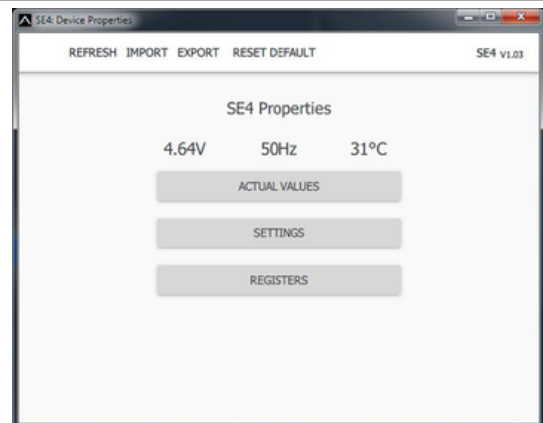 SE4: Device Properties
REFRESH IMPORT EXPORT RESET DEFAULT SE4 V1.03
SE4 Properties
4.64V 50Hz 31°C
ACTUAL VALUES
SETTINGS
REGISTERS